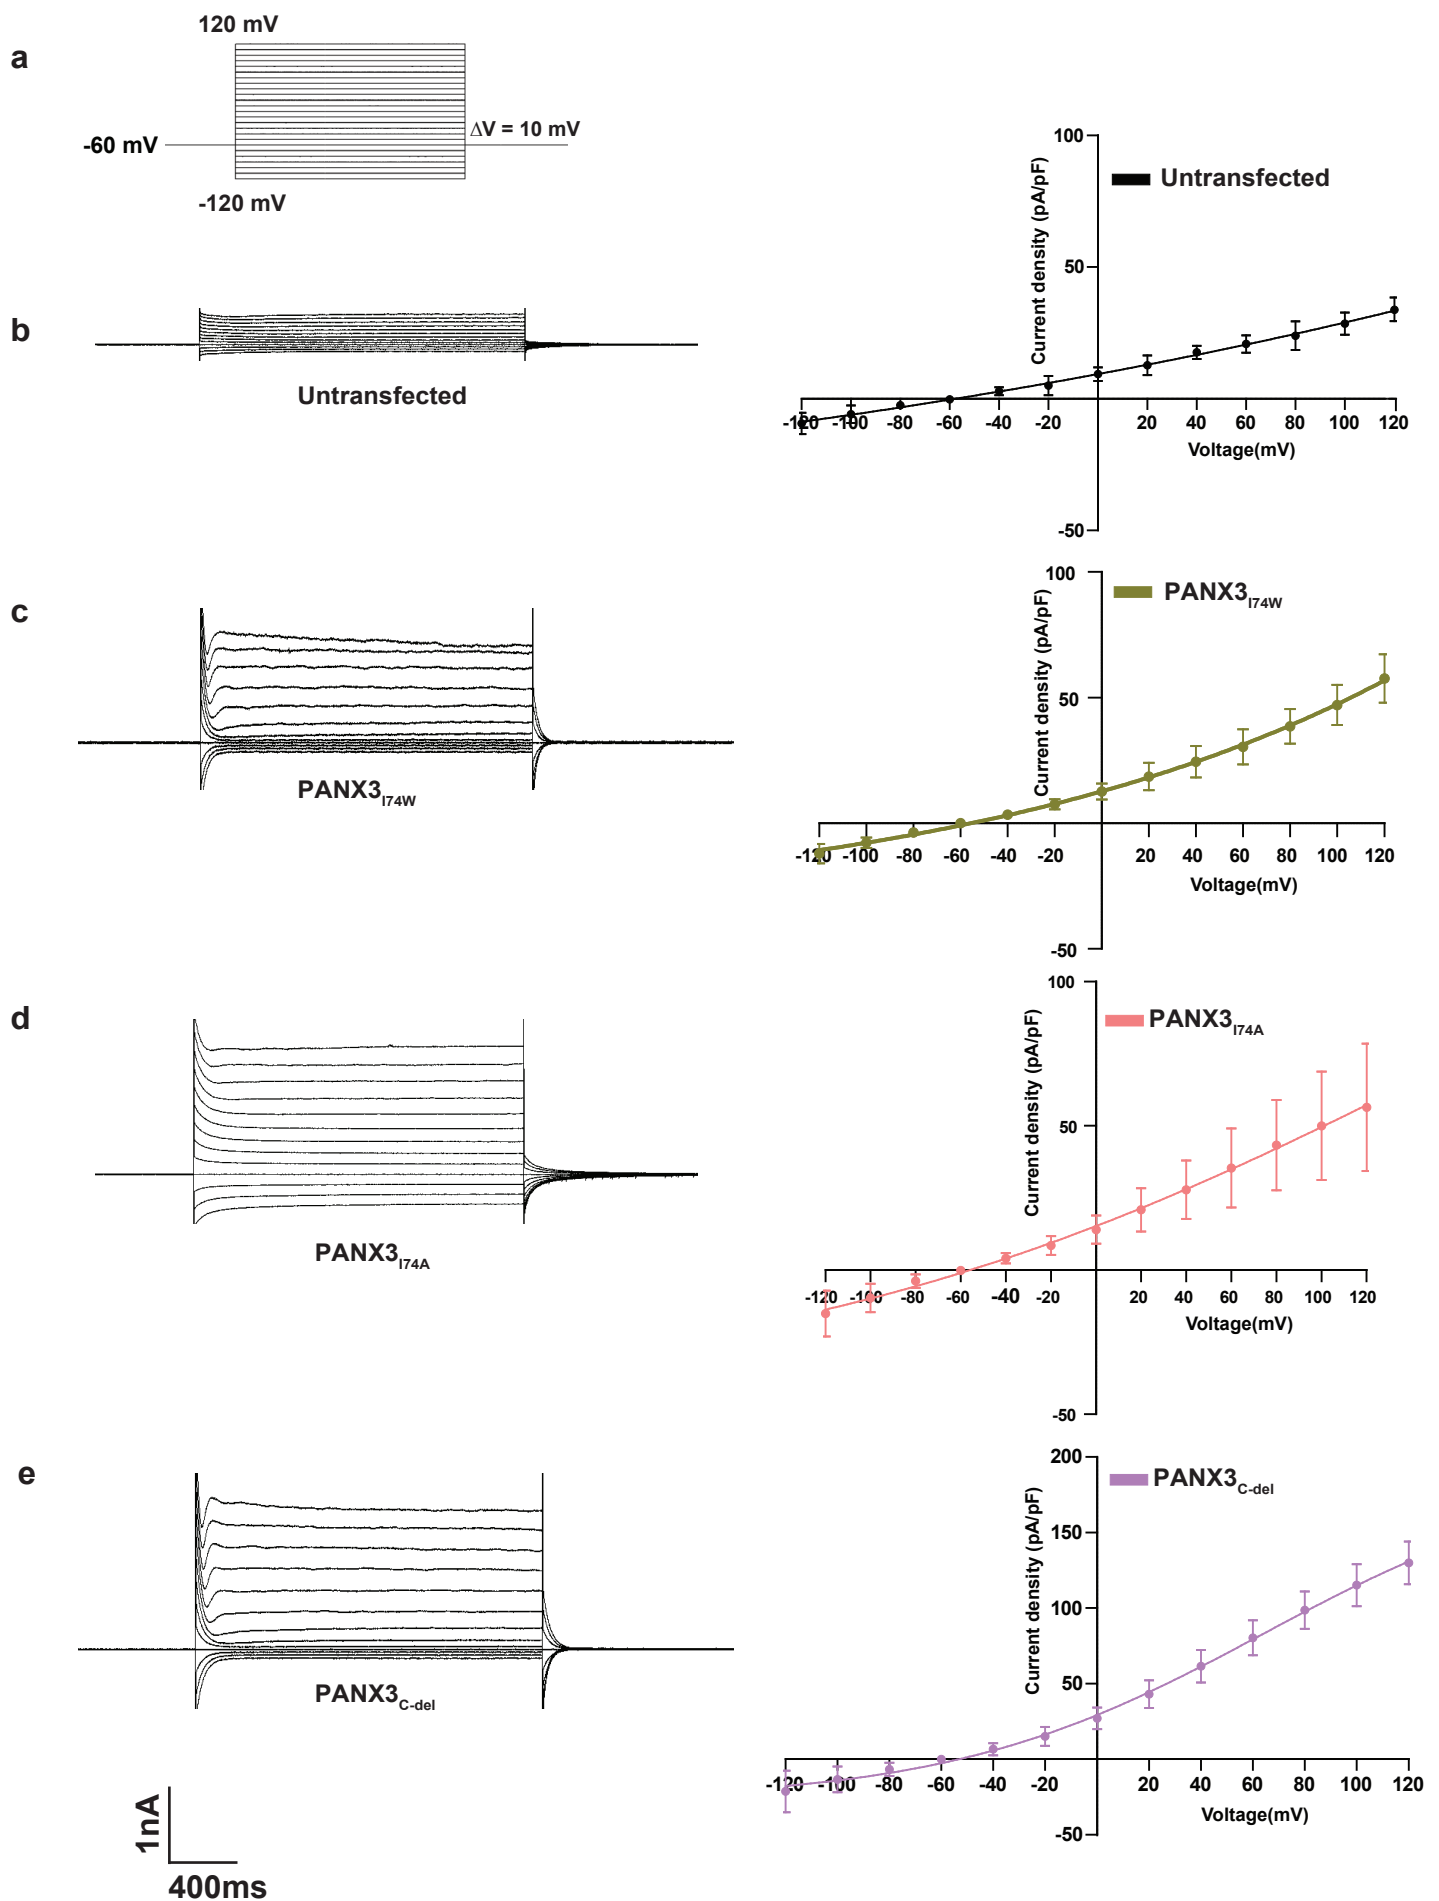 a
120 mV
-60 mV
ΔV = 10 mV
-120 mV
100
50
-50
Current density (pA/pF)
Untransfected
-120 -100 -80 -60 -40 -20 20 40 60 80 100 120
Voltage(mV)
b
Untransfected
c
PANX3I74W
100
50
-50
Current density (pA/pF)
PANX3I74W
-120 -100 -80 -60 -40 -20 20 40 60 80 100 120
Voltage(mV)
d
PANX3I74A
100
50
-50
Current density (pA/pF)
PANX3I74A
-120 -100 -80 -60 -40 -20 20 40 60 80 100 120
Voltage(mV)
e
PANX3C-del
200
150
100
50
-50
Current density (pA/pF)
PANX3C-del
-120 -100 -80 -60 -40 -20 20 40 60 80 100 120
Voltage(mV)
1nA
400ms